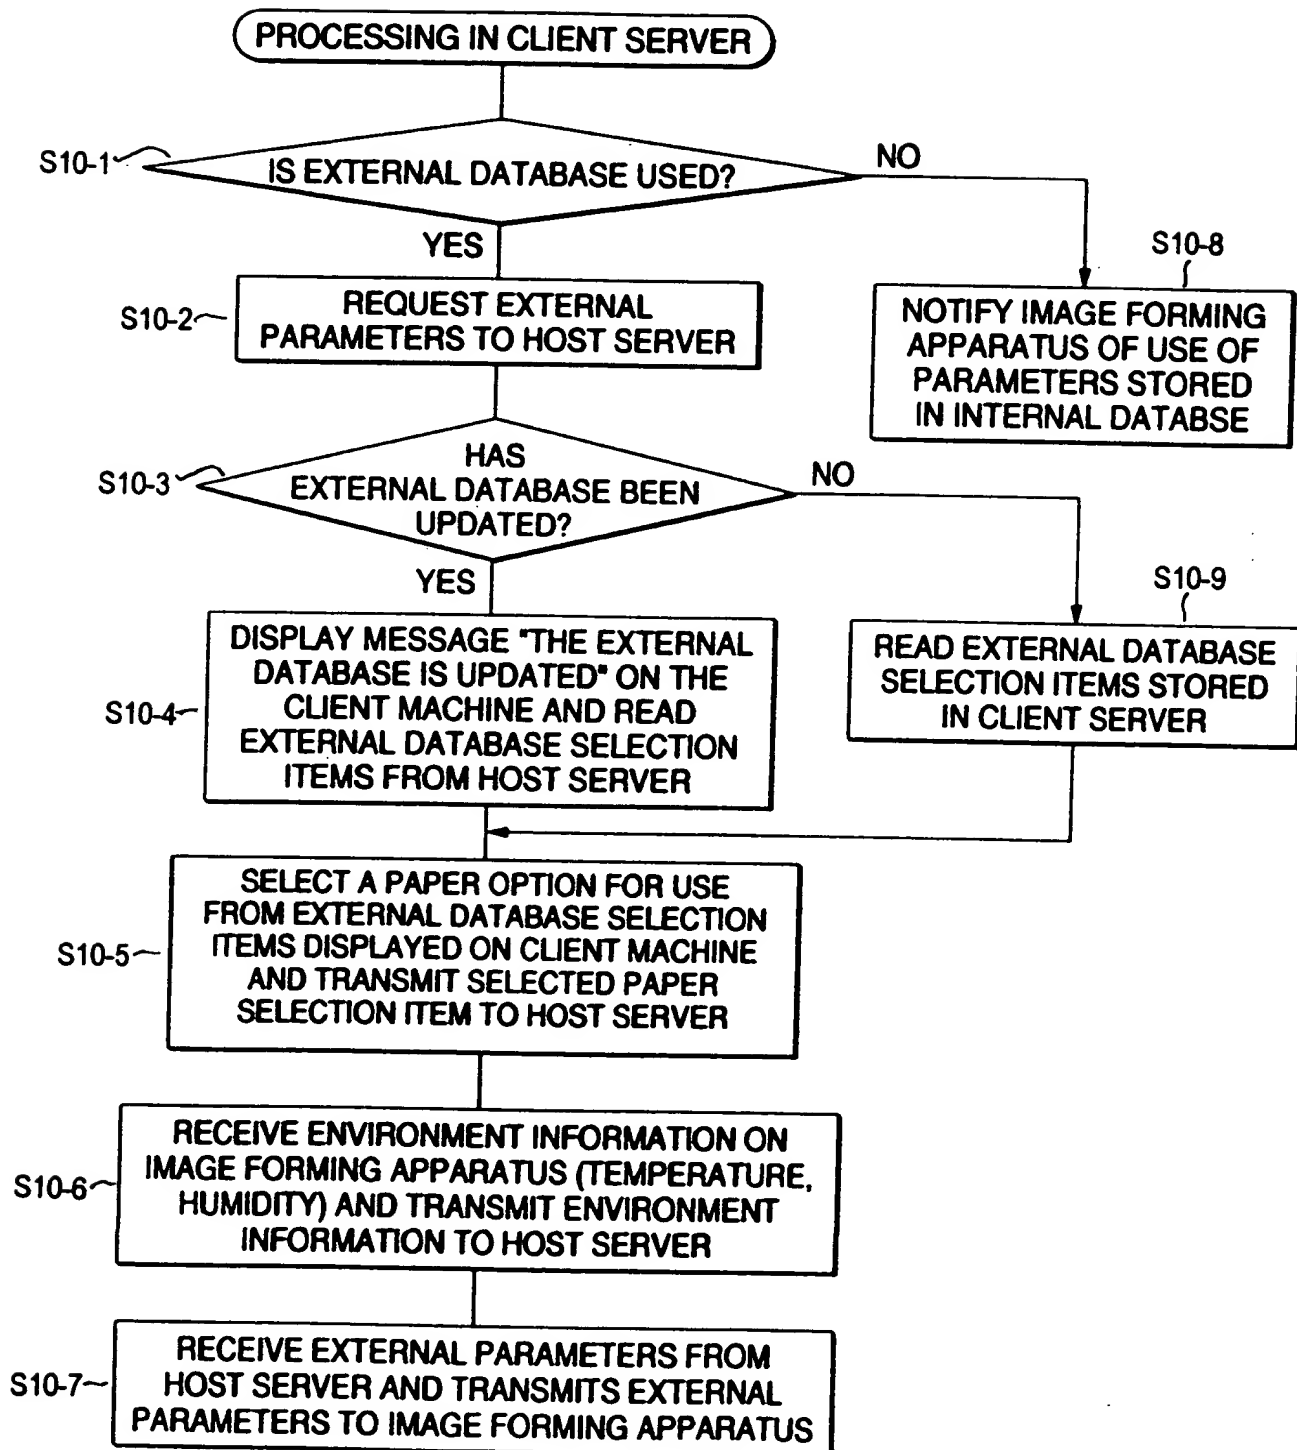 PROCESSING IN CLIENT SERVER
S10-1
IS EXTERNAL DATABASE USED?
NO
YES
S10-8
NOTIFY IMAGE FORMING
APPARATUS OF USE OF
PARAMETERS STORED
IN INTERNAL DATABSE
S10-2
REQUEST EXTERNAL
PARAMETERS TO HOST SERVER
S10-3
HAS
EXTERNAL DATABASE BEEN
UPDATED?
NO
YES
S10-9
READ EXTERNAL DATABASE
SELECTION ITEMS STORED
IN CLIENT SERVER
S10-4
DISPLAY MESSAGE "THE EXTERNAL
DATABASE IS UPDATED" ON THE
CLIENT MACHINE AND READ
EXTERNAL DATABASE SELECTION
ITEMS FROM HOST SERVER
S10-5
SELECT A PAPER OPTION FOR USE
FROM EXTERNAL DATABASE SELECTION
ITEMS DISPLAYED ON CLIENT MACHINE
AND TRANSMIT SELECTED PAPER
SELECTION ITEM TO HOST SERVER
S10-6
RECEIVE ENVIRONMENT INFORMATION ON
IMAGE FORMING APPARATUS (TEMPERATURE,
HUMIDITY) AND TRANSMIT ENVIRONMENT
INFORMATION TO HOST SERVER
S10-7
RECEIVE EXTERNAL PARAMETERS FROM
HOST SERVER AND TRANSMITS EXTERNAL
PARAMETERS TO IMAGE FORMING APPARATUS